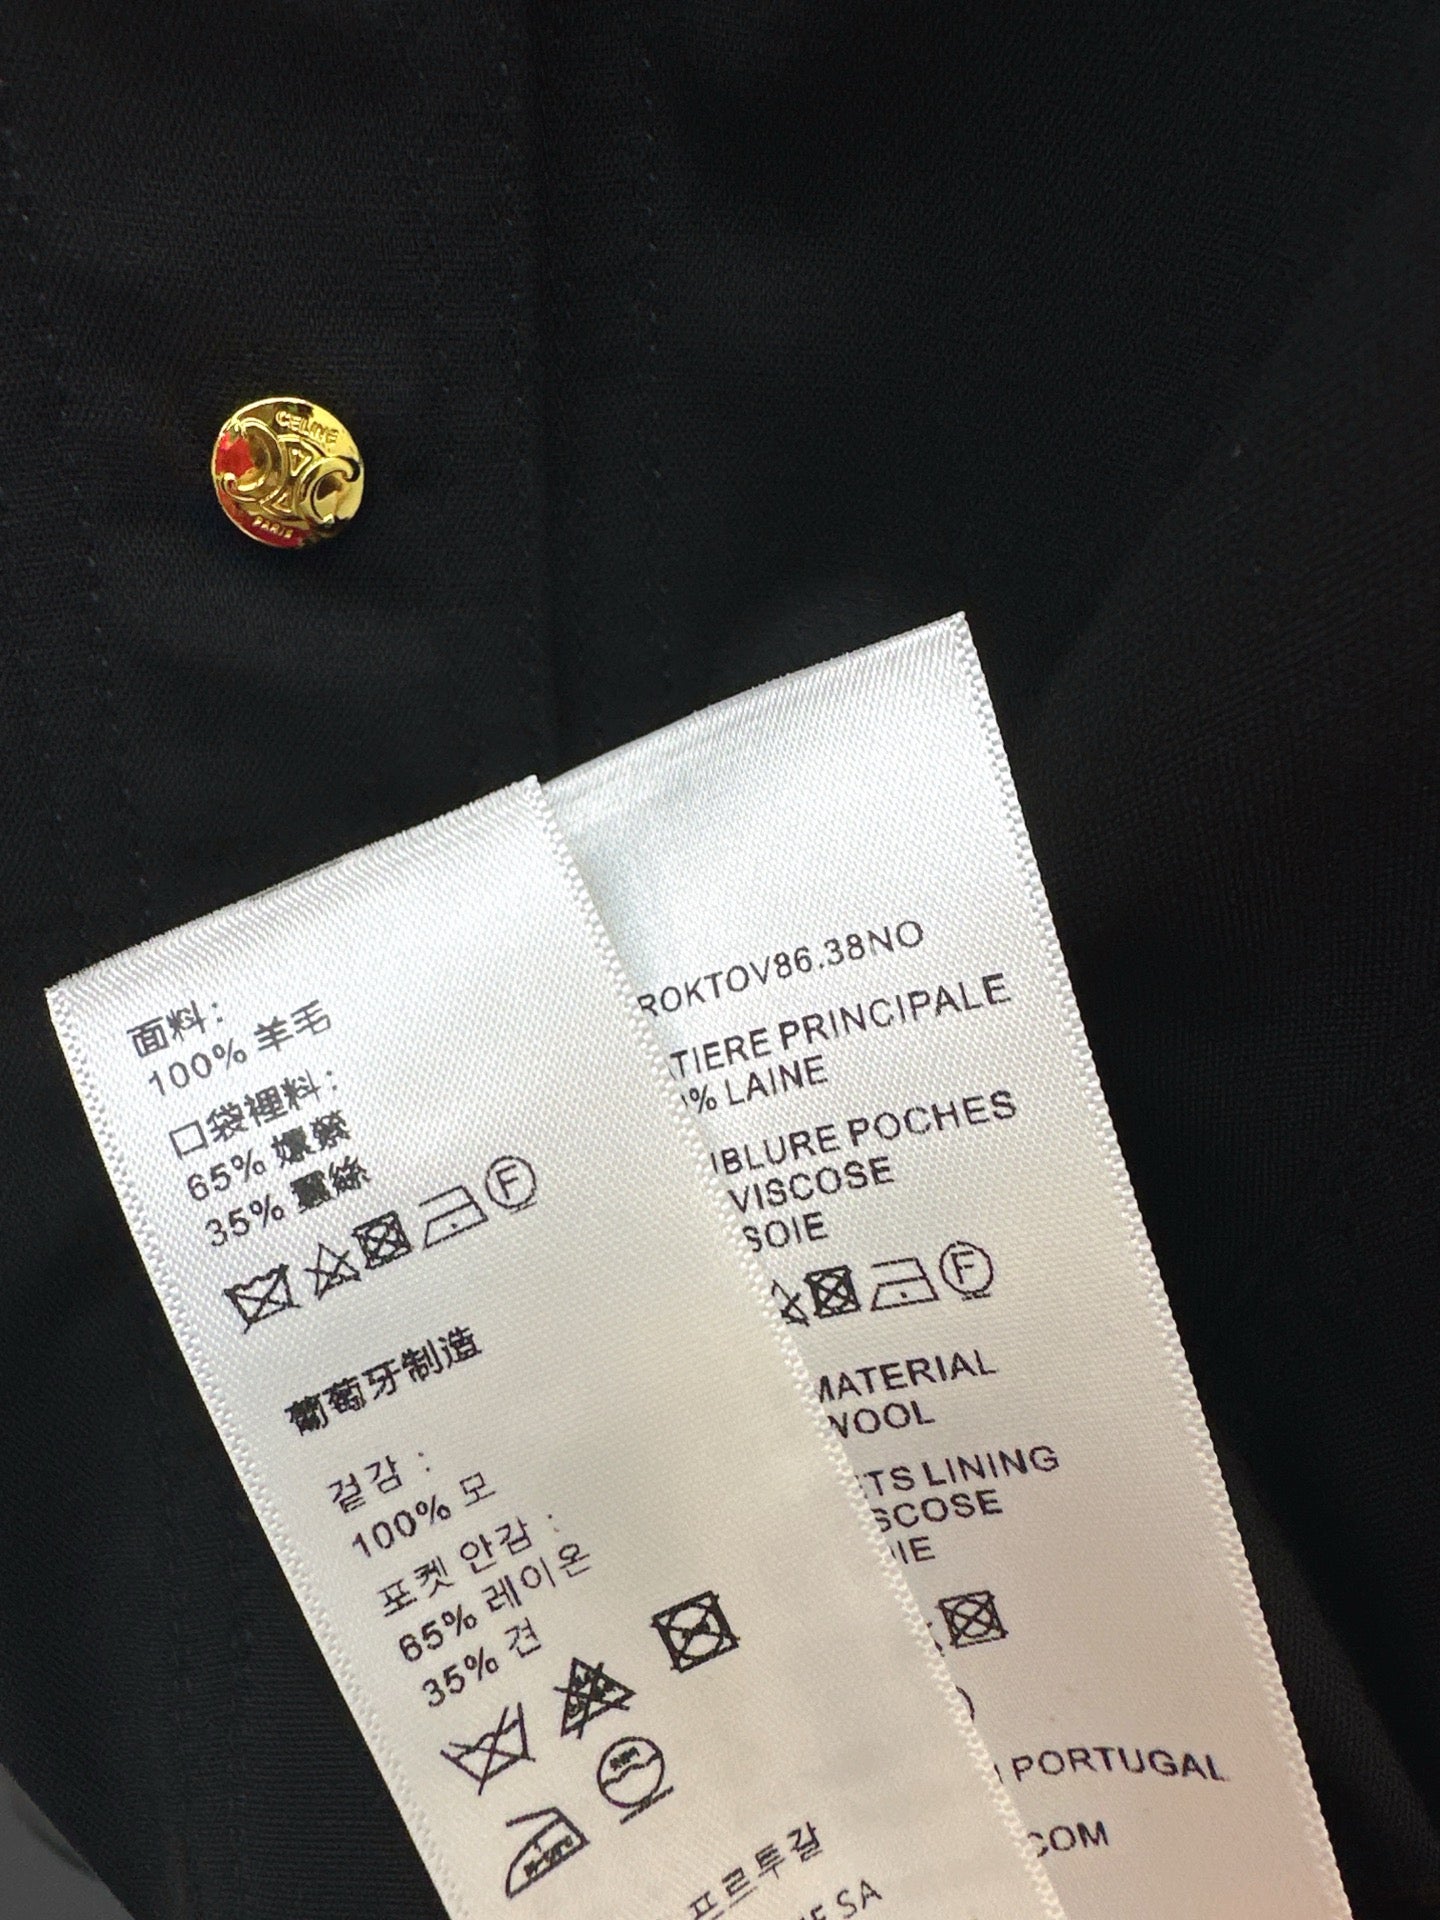 CELINE
PARIS
面料:
100% 羊毛
口袋裡料:
65% 嫘縈
35% 蠶絲
F
葡萄牙制造
겉감 :
100% 모
포켓 안감 :
65% 레이온
35% 견
프르투갈
SA
ROKTOV86.38NO
TIERE PRINCIPALE
% LAINE
BLURE POCHES
VISCOSE
SOIE
F
MATERIAL
WOOL
TS LINING
SCOSE
IE
PORTUGAL
COM